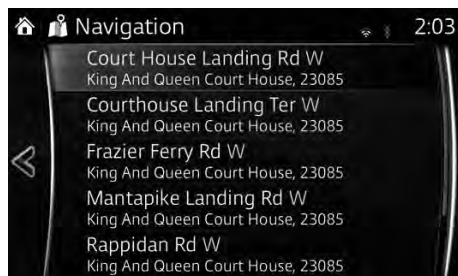 Navigation 2:03
Court House Landing Rd W
King And Queen Court House, 23085
Courthouse Landing Ter W
King And Queen Court House, 23085
Frazier Ferry Rd W
King And Queen Court House, 23085
Mantapike Landing Rd W
King And Queen Court House, 23085
Rappidan Rd W
King And Queen Court House, 23085